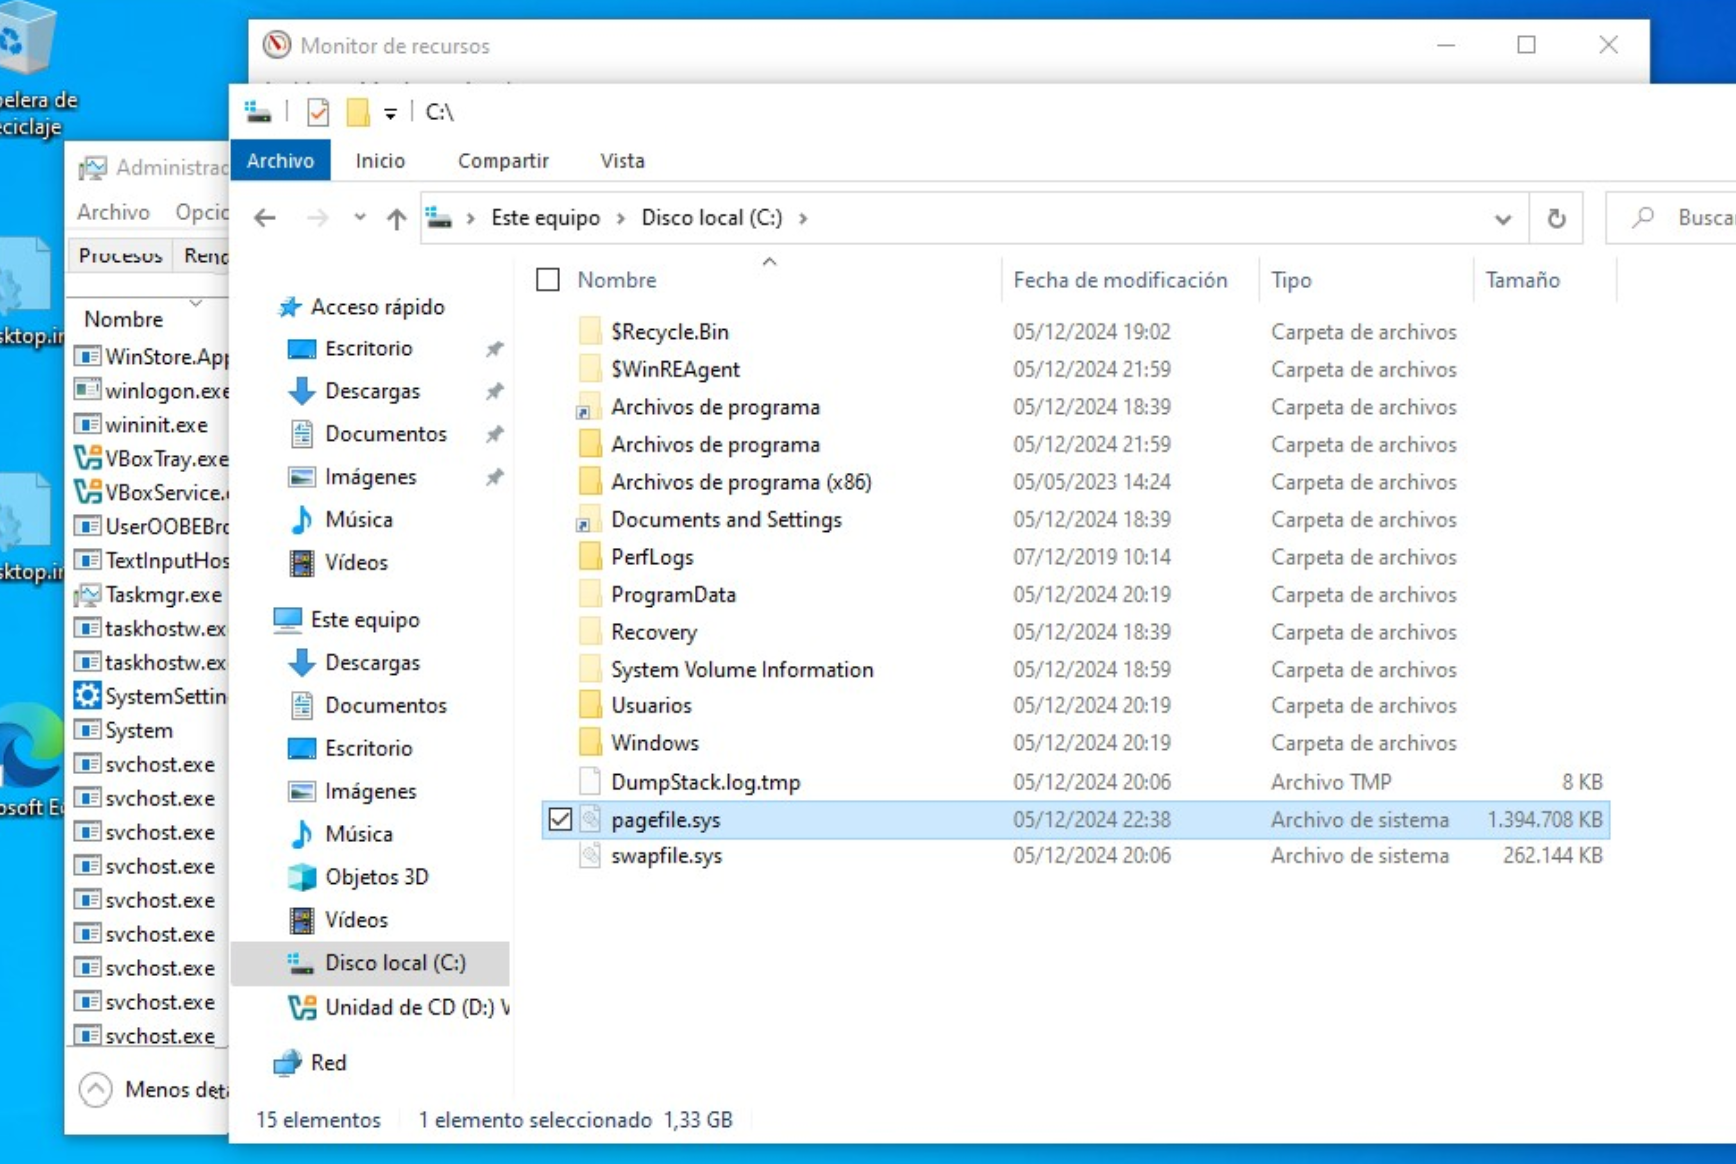 Monitor de recursos
C:\
Archivo Inicio Compartir Vista
Este equipo Disco local (C:)
Nombre Fecha de modificación Tipo Tamaño
$Recycle.Bin 05/12/2024 19:02 Carpeta de archivos
$WinREAgent 05/12/2024 21:59 Carpeta de archivos
Archivos de programa 05/12/2024 18:39 Carpeta de archivos
Archivos de programa 05/12/2024 21:59 Carpeta de archivos
Archivos de programa (x86) 05/05/2023 14:24 Carpeta de archivos
Documents and Settings 05/12/2024 18:39 Carpeta de archivos
PerfLogs 07/12/2019 10:14 Carpeta de archivos
ProgramData 05/12/2024 20:19 Carpeta de archivos
Recovery 05/12/2024 18:39 Carpeta de archivos
System Volume Information 05/12/2024 18:59 Carpeta de archivos
Usuarios 05/12/2024 20:19 Carpeta de archivos
Windows 05/12/2024 20:19 Carpeta de archivos
DumpStack.log.tmp 05/12/2024 20:06 Archivo TMP 8 KB
pagefile.sys 05/12/2024 22:38 Archivo de sistema 1.394.708 KB
swapfile.sys 05/12/2024 20:06 Archivo de sistema 262.144 KB
Acceso rápido
Escritorio
Descargas
Documentos
Imágenes
Música
Vídeos
Este equipo
Descargas
Documentos
Escritorio
Imágenes
Música
Objetos 3D
Vídeos
Disco local (C:)
Unidad de CD (D:)
Red
15 elementos 1 elemento seleccionado 1,33 GB
Administrac
Archivo Opcio
Procesos Rend
Nombre
WinStore.App
winlogon.exe
wininit.exe
VBoxTray.exe
VBoxService.
UserOOBEBro
TextInputHos
Taskmgr.exe
taskhostw.ex
taskhostw.ex
SystemSettin
System
svchost.exe
svchost.exe
svchost.exe
svchost.exe
svchost.exe
svchost.exe
svchost.exe
svchost.exe
svchost.exe
Menos deta
elera de
eciclaje
sktop.in
sktop.in
osoft Ed
Buscar